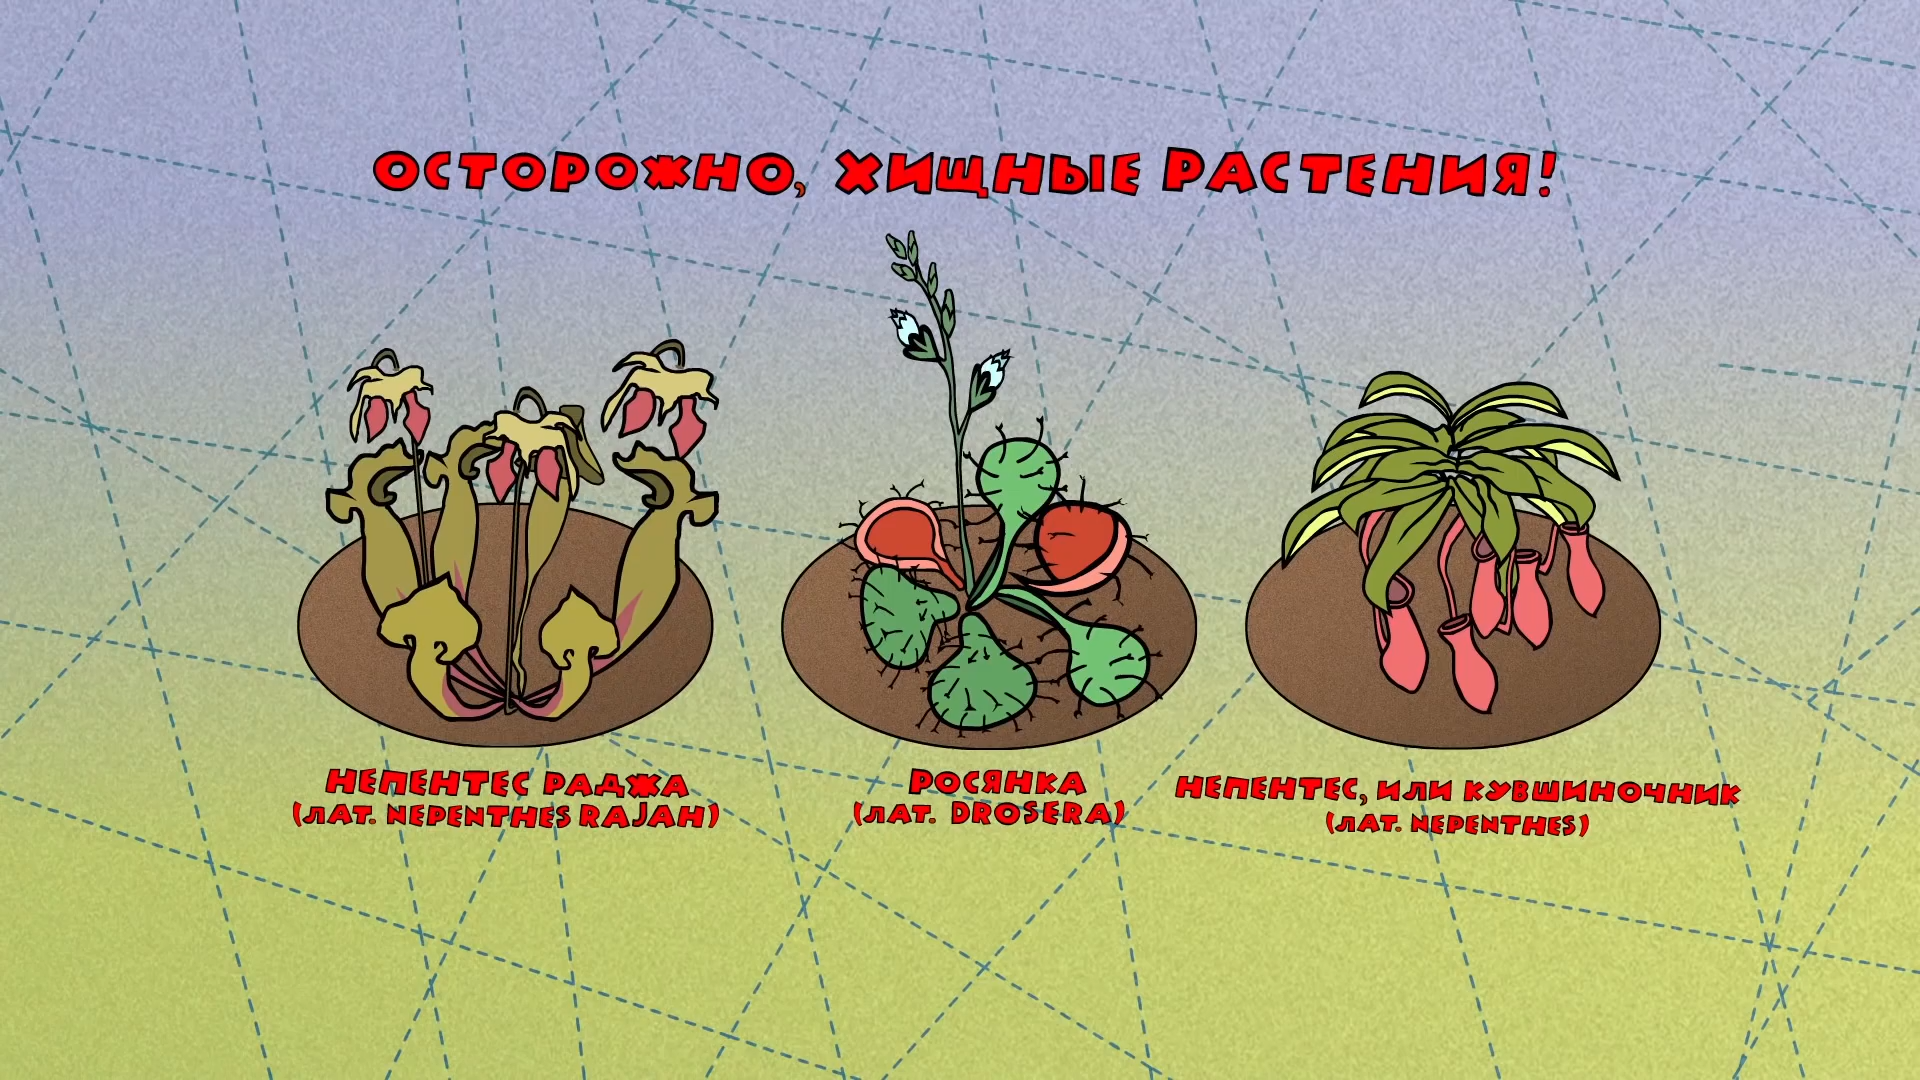 ОСТОРОЖНО, ХИЩНЫЕ РАСТЕНИЯ!
НЕПЕНТЕС РАДЖА
(ЛАТ. NEPENTHES RAJAH)
РОСЯНКА
(ЛАТ. DROSERA)
НЕПЕНТЕС, ИЛИ КУВШИНОЧНИК
(ЛАТ. NEPENTHES)